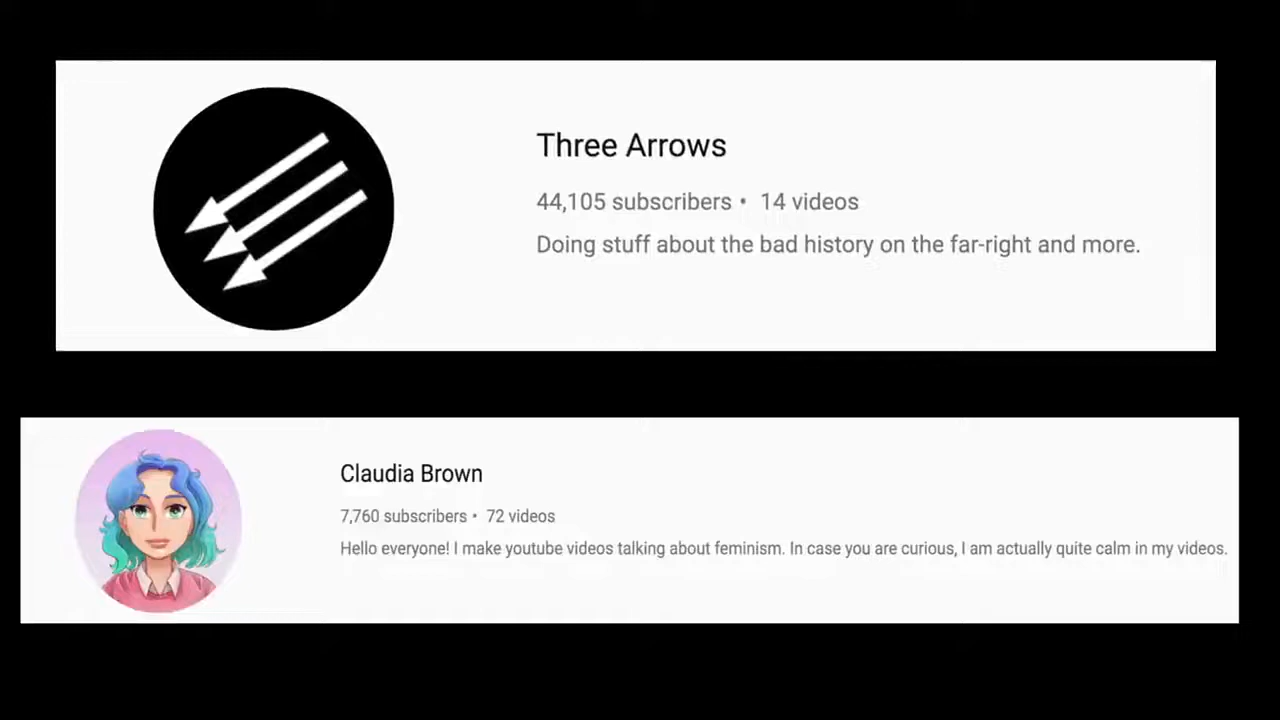 Three Arrows
44,105 subscribers • 14 videos
Doing stuff about the bad history on the far-right and more.
Claudia Brown
7,760 subscribers • 72 videos
Hello everyone! I make youtube videos talking about feminism. In case you are curious, I am actually quite calm in my videos.